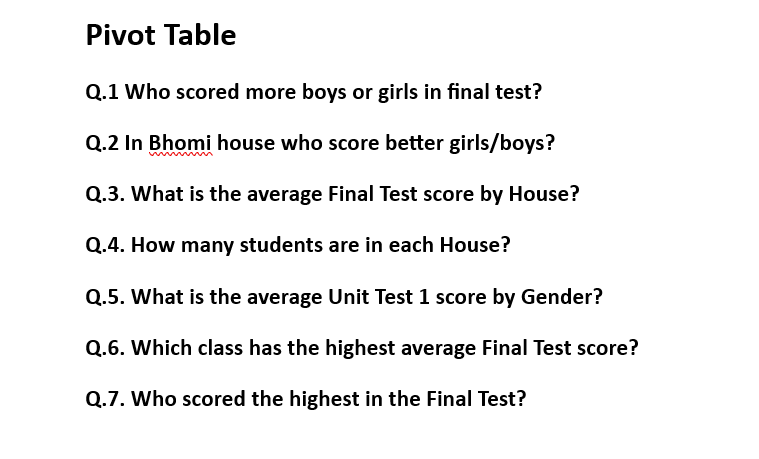 Pivot Table
Q.1 Who scored more boys or girls in final test?
Q.2 In Bhomi house who score better girls/boys?
Q.3. What is the average Final Test score by House?
Q.4. How many students are in each House?
Q.5. What is the average Unit Test 1 score by Gender?
Q.6. Which class has the highest average Final Test score?
Q.7. Who scored the highest in the Final Test?